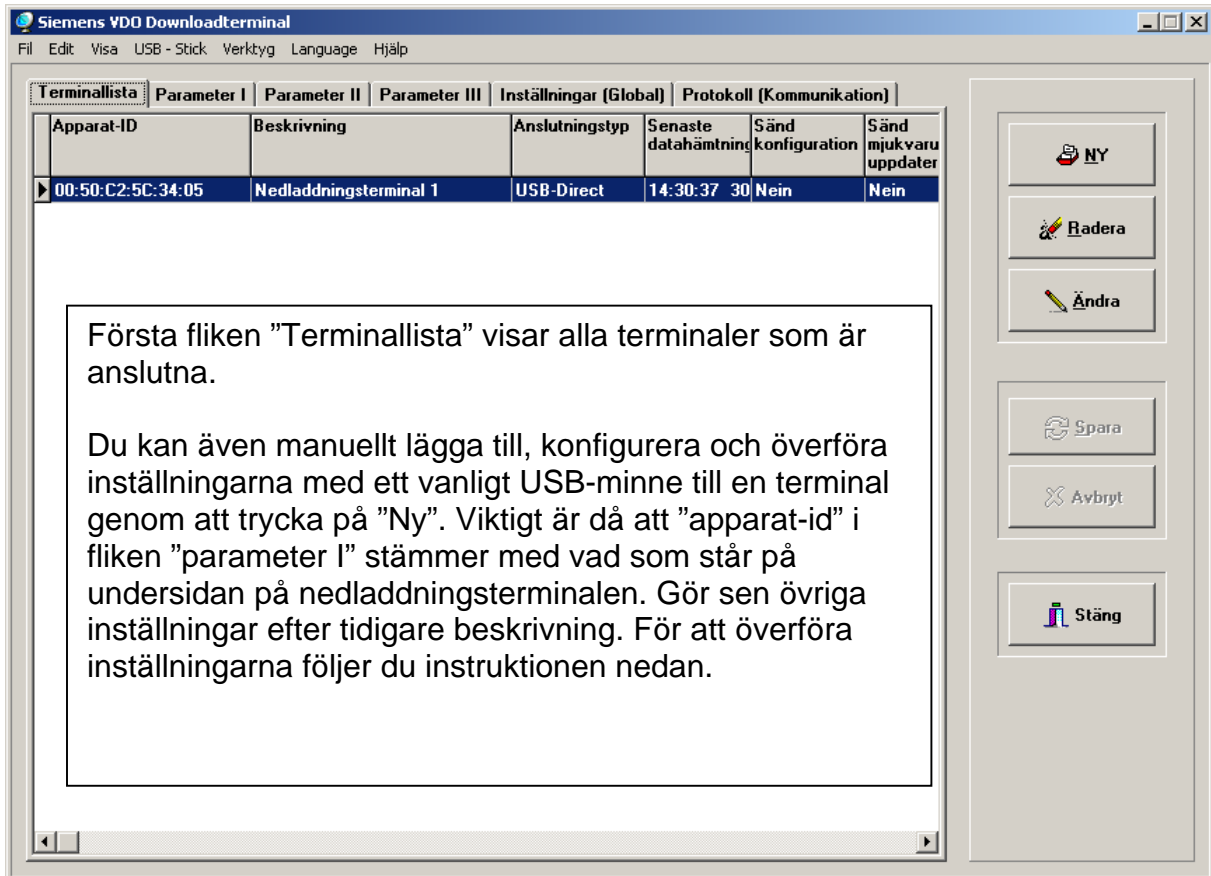 Siemens VDO Downloadterminal
Fil Edit Visa USB - Stick Verktyg Language Hjälp
Terminallista Parameter I Parameter II Parameter III Inställningar (Global) Protokoll (Kommunikation)
Apparat-ID Beskrivning Anslutningstyp Senaste datahämtning Sänd konfiguration Sänd mjukvaru uppdater
00:50:C2:5C:34:05 Nedladdningsterminal 1 USB-Direct 14:30:37 30 Nein Nein
Första fliken ”Terminallista” visar alla terminaler som är
anslutna.
Du kan även manuellt lägga till, konfigurera och överföra
inställningarna med ett vanligt USB-minne till en terminal
genom att trycka på ”Ny”. Viktigt är då att ”apparat-id” i
fliken ”parameter I” stämmer med vad som står på
undersidan på nedladdningsterminalen. Gör sen övriga
inställningar efter tidigare beskrivning. För att överföra
inställningarna följer du instruktionen nedan.
NY
Radera
Ändra
Spara
Avbryt
Stäng